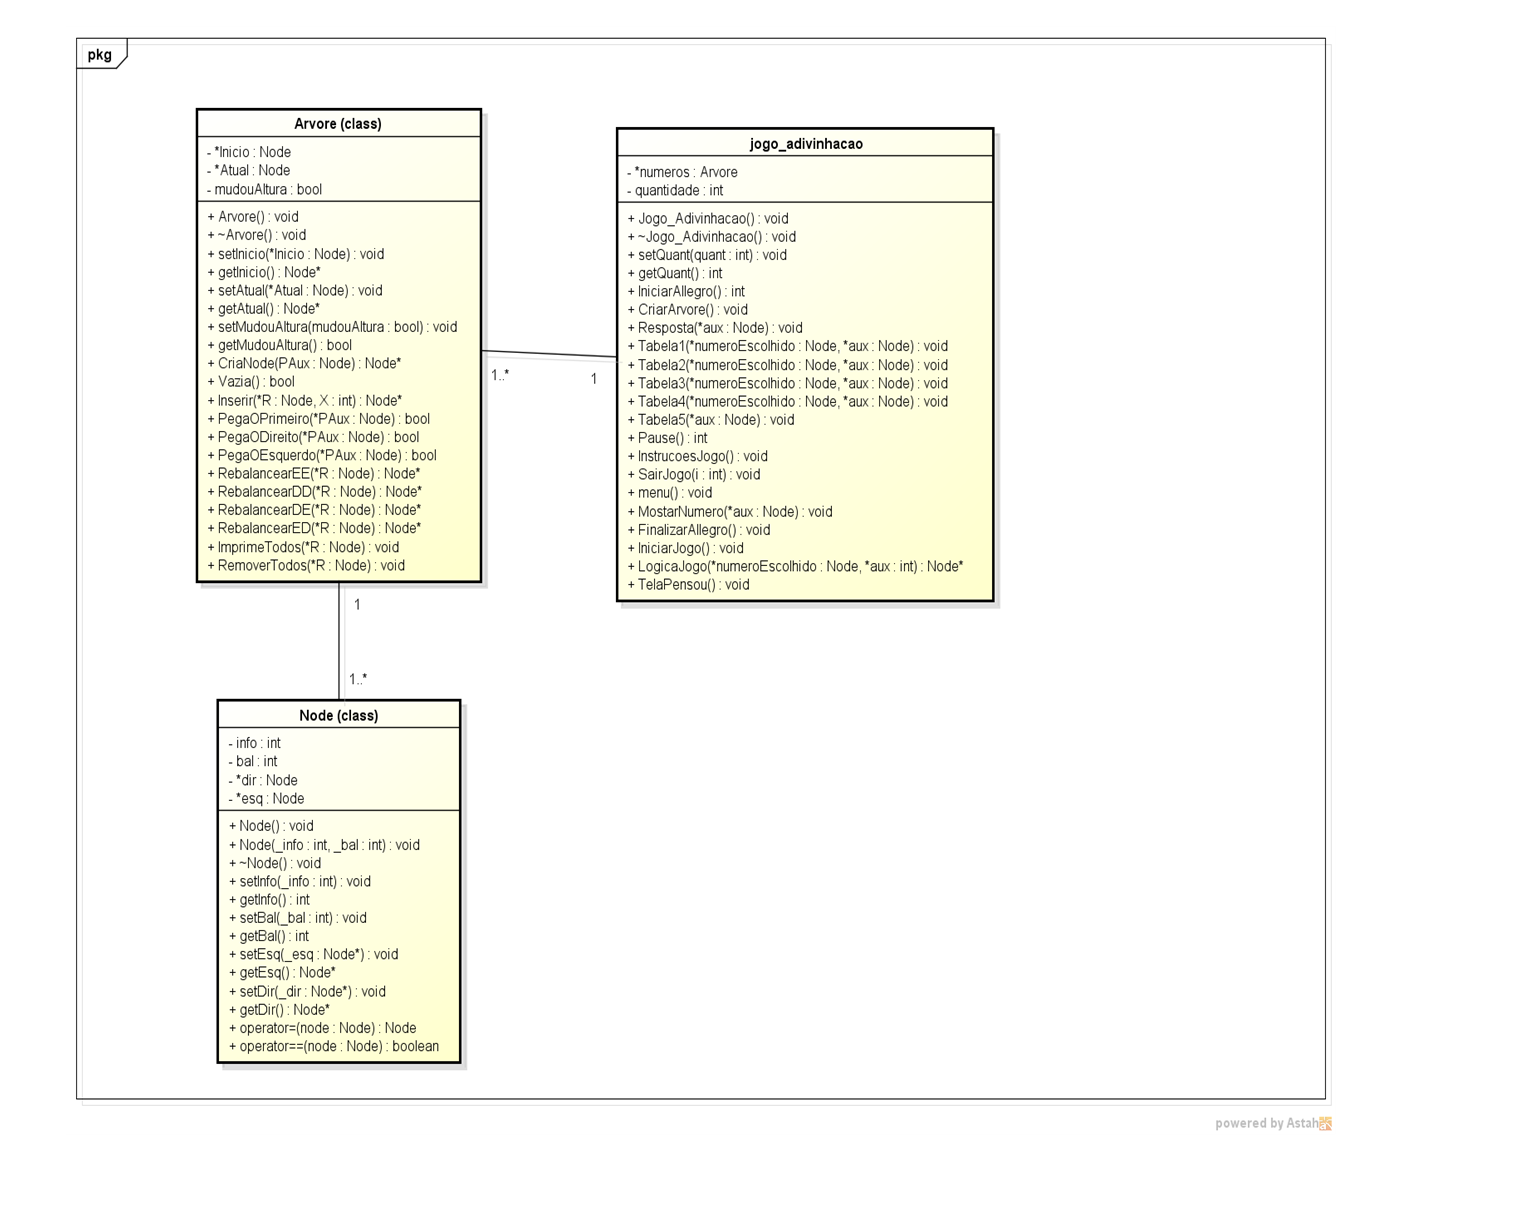 pkg
Arvore (class)
- *Inicio : Node
- *Atual : Node
- mudouAltura : bool
+ Arvore() : void
+ ~Arvore() : void
+ setInicio(*Inicio : Node) : void
+ getInicio() : Node*
+ setAtual(*Atual : Node) : void
+ getAtual() : Node*
+ setMudouAltura(mudouAltura : bool) : void
+ getMudouAltura() : bool
+ CriaNode(PAux : Node) : Node*
+ Vazia() : bool
+ Inserir(*R : Node, X : int) : Node*
+ PegaOPrimeiro(*PAux : Node) : bool
+ PegaODireito(*PAux : Node) : bool
+ PegaOEsquerdo(*PAux : Node) : bool
+ RebalancearEE(*R : Node) : Node*
+ RebalancearDD(*R : Node) : Node*
+ RebalancearDE(*R : Node) : Node*
+ RebalancearED(*R : Node) : Node*
+ ImprimeTodos(*R : Node) : void
+ RemoverTodos(*R : Node) : void
jogo_adivinhacao
- *numeros : Arvore
- quantidade : int
+ Jogo_Adivinhacao() : void
+ ~Jogo_Adivinhacao() : void
+ setQuant(quant : int) : void
+ getQuant() : int
+ IniciarAllegro() : int
+ CriarArvore() : void
+ Resposta(*aux : Node) : void
+ Tabela1(*numeroEscolhido : Node, *aux : Node) : void
+ Tabela2(*numeroEscolhido : Node, *aux : Node) : void
+ Tabela3(*numeroEscolhido : Node, *aux : Node) : void
+ Tabela4(*numeroEscolhido : Node, *aux : Node) : void
+ Tabela5(*aux : Node) : void
+ Pause() : int
+ InstrucoesJogo() : void
+ SairJogo(i : int) : void
+ menu() : void
+ MostarNumero(*aux : Node) : void
+ FinalizarAllegro() : void
+ IniciarJogo() : void
+ LogicaJogo(*numeroEscolhido : Node, *aux : int) : Node*
+ TelaPensou() : void
1..*
1
1
1..*
Node (class)
- info : int
- bal : int
- *dir : Node
- *esq : Node
+ Node() : void
+ Node(_info : int, _bal : int) : void
+ ~Node() : void
+ setInfo(_info : int) : void
+ getInfo() : int
+ setBal(_bal : int) : void
+ getBal() : int
+ setEsq(_esq : Node*) : void
+ getEsq() : Node*
+ setDir(_dir : Node*) : void
+ getDir() : Node*
+ operator=(node : Node) : Node
+ operator==(node : Node) : boolean
powered by Astah